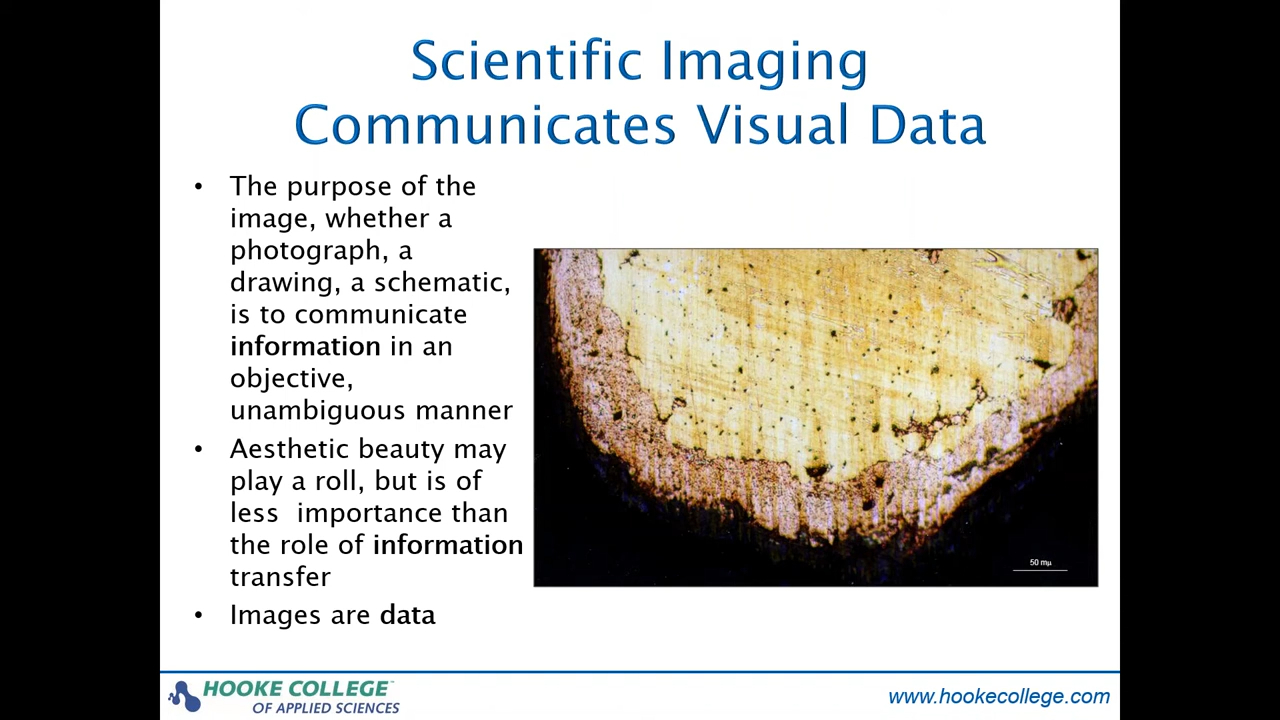 Scientific Imaging
Communicates Visual Data
• The purpose of the
image, whether a
photograph, a
drawing, a schematic,
is to communicate
information in an
objective,
unambiguous manner
• Aesthetic beauty may
play a roll, but is of
less  importance than
the role of information
transfer
• Images are data
50 mµ
HOOKE COLLEGE™
OF APPLIED SCIENCES
www.hookecollege.com